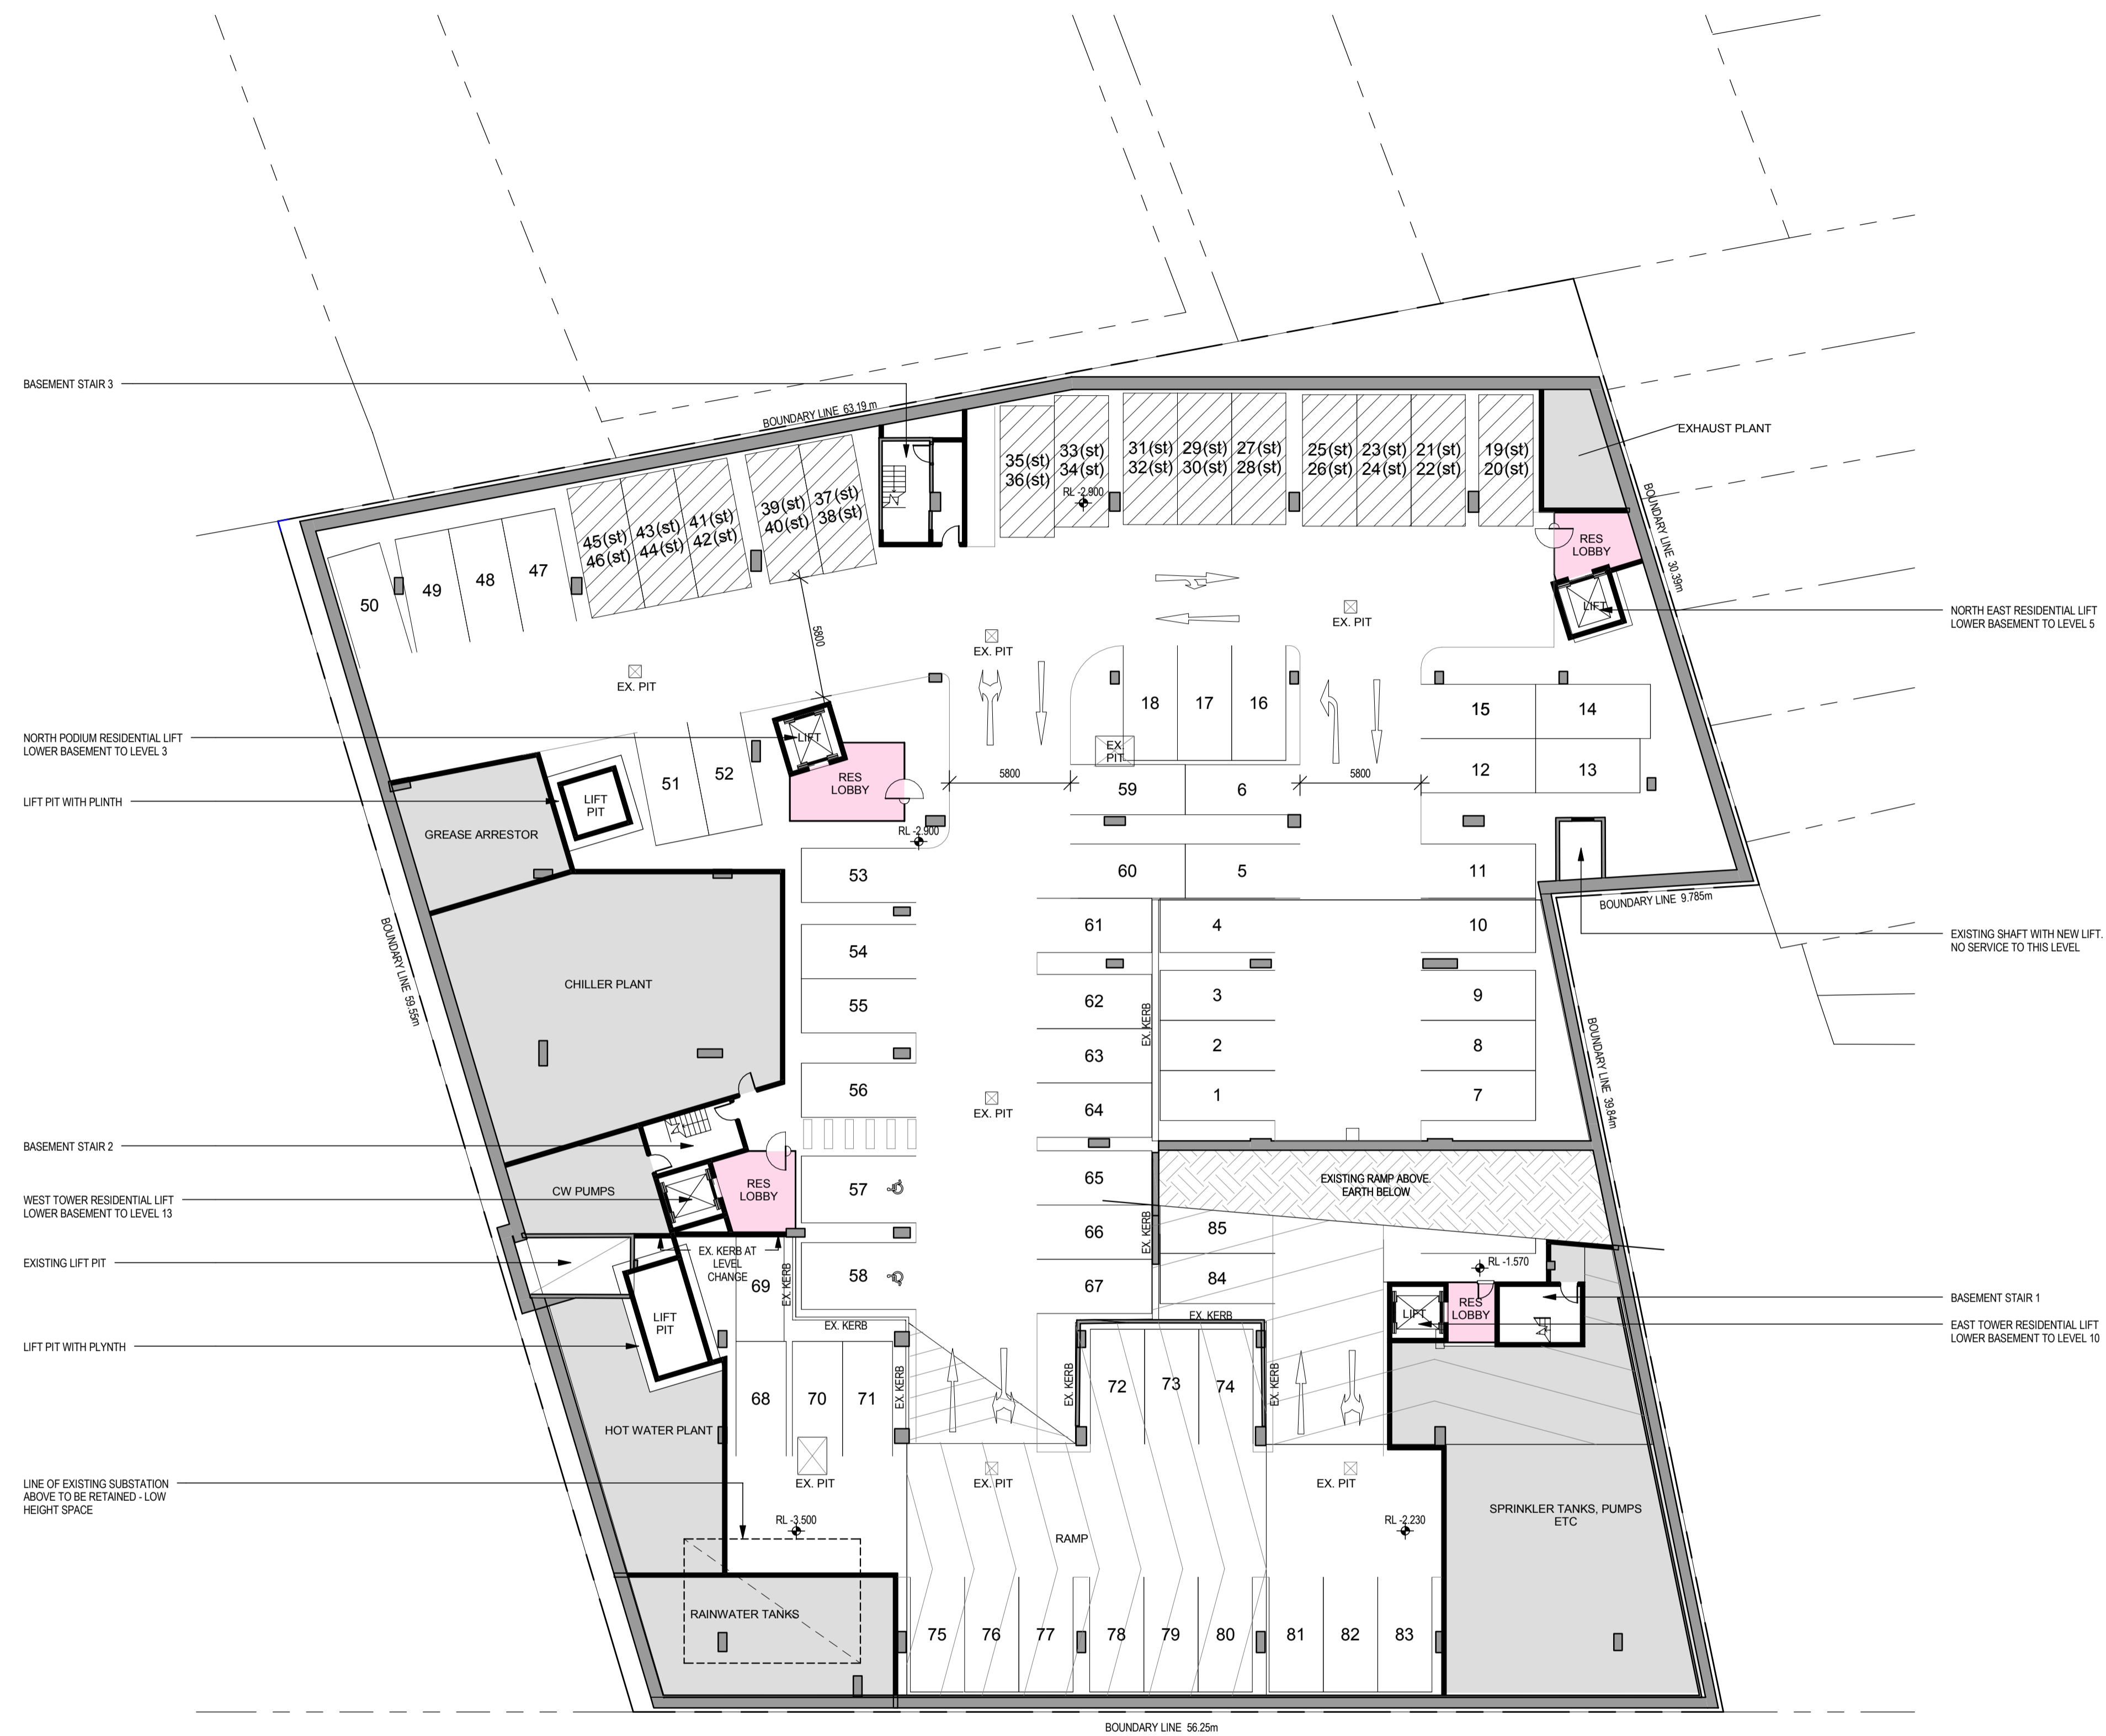 BASEMENT STAIR 3
BOUNDARY LINE 63.19 m
EXHAUST PLANT
35(st)
36(st)
33(st)
34(st)
RL -2.900
31(st)
32(st)
29(st)
30(st)
27(st)
28(st)
25(st)
26(st)
23(st)
24(st)
21(st)
22(st)
19(st)
20(st)
39(st)
40(st)
37(st)
38(st)
45(st)
46(st)
43(st)
44(st)
41(st)
42(st)
50
49
48
47
BOUNDARY LINE 30.39m
RES
LOBBY
LIFT
NORTH EAST RESIDENTIAL LIFT
LOWER BASEMENT TO LEVEL 5
5800
EX. PIT
EX. PIT
EX. PIT
18
17
16
15
14
NORTH PODIUM RESIDENTIAL LIFT
LOWER BASEMENT TO LEVEL 3
LIFT
EX.
PIT
51
52
RES
LOBBY
5800
5800
12
13
LIFT PIT WITH PLINTH
LIFT
PIT
59
6
GREASE ARRESTOR
RL -2.900
53
60
5
11
BOUNDARY LINE 9.785m
BOUNDARY LINE 59.55m
61
4
10
EXISTING SHAFT WITH NEW LIFT.
NO SERVICE TO THIS LEVEL
54
CHILLER PLANT
55
62
3
9
EX. KERB
63
2
8
BOUNDARY LINE 39.84m
56
EX. PIT
64
1
7
BASEMENT STAIR 2
CW PUMPS
WEST TOWER RESIDENTIAL LIFT
LOWER BASEMENT TO LEVEL 13
RES
LOBBY
57
65
EXISTING RAMP ABOVE.
EARTH BELOW
66
EX. KERB
85
EXISTING LIFT PIT
EX. KERB AT
LEVEL
CHANGE
69
EX. KERB
58
67
84
RL -1.570
BASEMENT STAIR 1
LIFT
PIT
EX. KERB
EX. KERB
LIFT
RES
LOBBY
EAST TOWER RESIDENTIAL LIFT
LOWER BASEMENT TO LEVEL 10
LIFT PIT WITH PLYNTH
68
70
71
EX. KERB
EX. KERB
72
73
74
EX. KERB
HOT WATER PLANT
LINE OF EXISTING SUBSTATION
ABOVE TO BE RETAINED - LOW
HEIGHT SPACE
EX. PIT
EX. PIT
EX. PIT
SPRINKLER TANKS, PUMPS
ETC
RL -3.500
RAMP
RL -2.230
RAINWATER TANKS
75
76
77
78
79
80
81
82
83
BOUNDARY LINE 56.25m